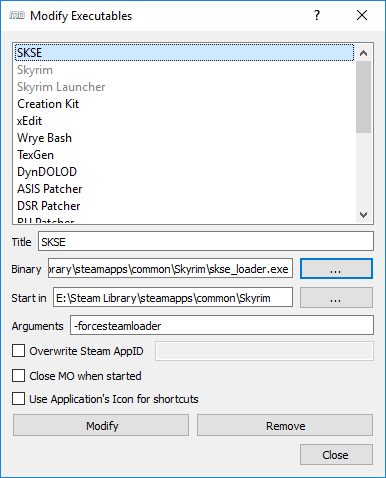 MO Modify Executables ? ×
SKSE
Skyrim
Skyrim Launcher
Creation Kit
xEdit
Wrye Bash
TexGen
DynDOLOD
ASIS Patcher
DSR Patcher
Title SKSE
Binary rary\steamapps\common\Skyrim\skse_loader.exe ...
Start in E:\Steam Library\steamapps\common\Skyrim ...
Arguments -forcesteamloader
Overwrite Steam AppID
Close MO when started
Use Application's Icon for shortcuts
Modify Remove
Close